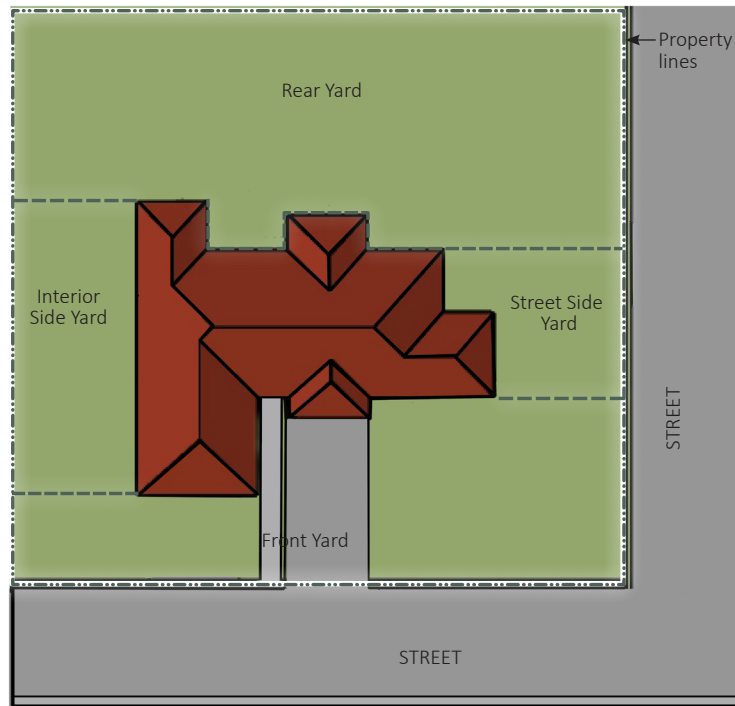 Property
lines
Rear Yard
Interior
Side Yard
Street Side
Yard
STREET
Front Yard
STREET